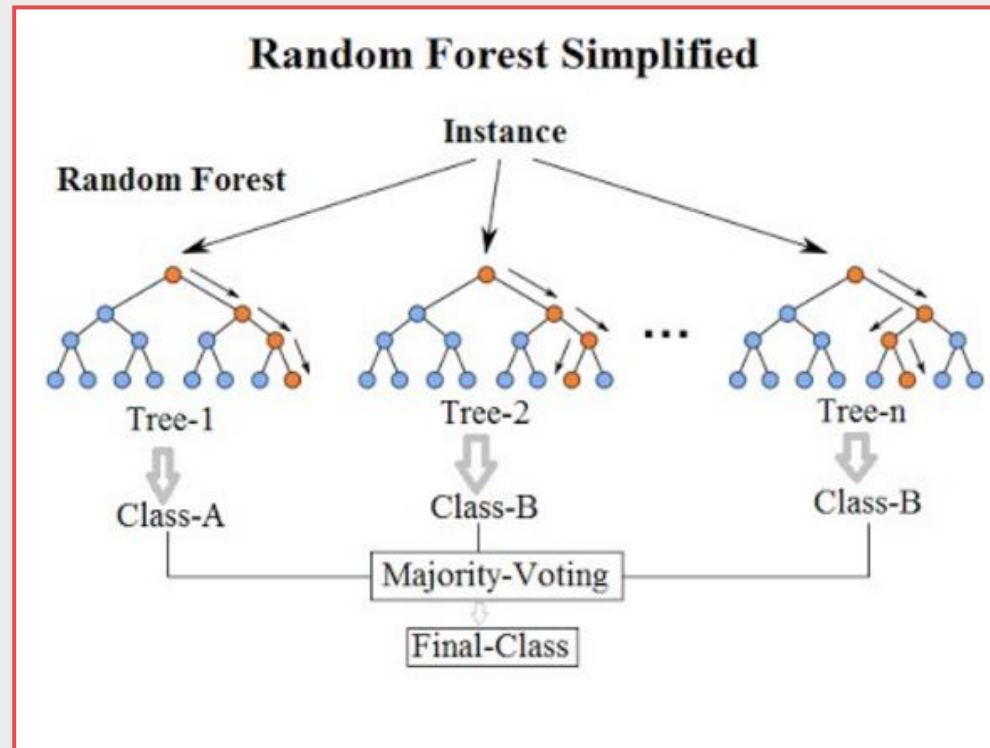 Random Forest Simplified
Instance
Random Forest
...
Tree-1
Tree-2
Tree-n
Class-A
Class-B
Class-B
Majority-Voting
Final-Class